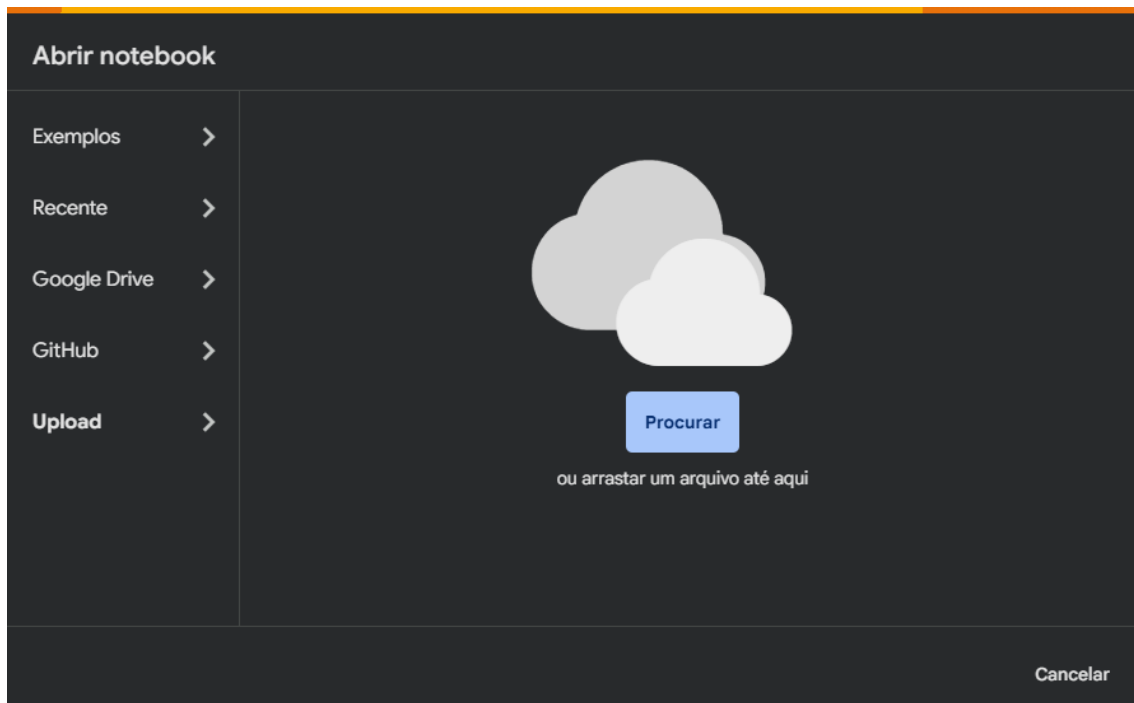 Abrir notebook
Exemplos
Recente
Google Drive
GitHub
Upload
Procurar
ou arrastar um arquivo até aqui
Cancelar